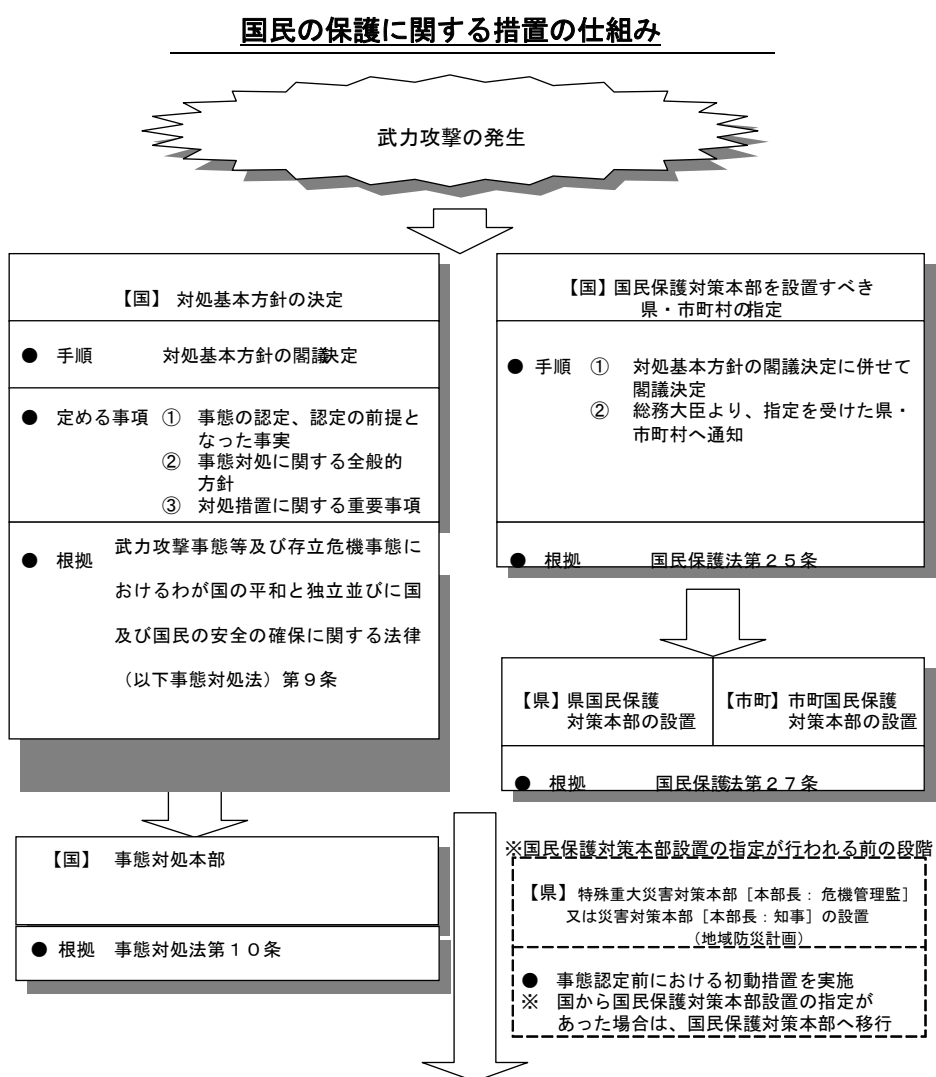 国民の保護に関する措置の仕組み
武力攻撃の発生
【国】 対処基本方針の決定
● 手順 対処基本方針の閣議決定
● 定める事項 ① 事態の認定、認定の前提と
なった事実
② 事態対処に関する全般的
方針
③ 対処措置に関する重要事項
● 根拠 武力攻撃事態等及び存立危機事態に
おけるわが国の平和と独立並びに国
及び国民の安全の確保に関する法律
(以下事態対処法)第9条
【国】国民保護対策本部を設置すべき
県・市町村の指定
● 手順 ① 対処基本方針の閣議決定に併せて
閣議決定
② 総務大臣より、指定を受けた県・
市町村へ通知
● 根拠 国民保護法第25条
【県】県国民保護
対策本部の設置
【市町】市町国民保護
対策本部の設置
● 根拠 国民保護法第27条
【国】 事態対処本部
● 根拠 事態対処法第10条
※国民保護対策本部設置の指定が行われる前の段階
【県】特殊重大災害対策本部[本部長:危機管理監]
又は災害対策本部[本部長:知事]の設置
(地域防災計画)
● 事態認定前における初動措置を実施
※ 国から国民保護対策本部設置の指定が
あった場合は、国民保護対策本部へ移行